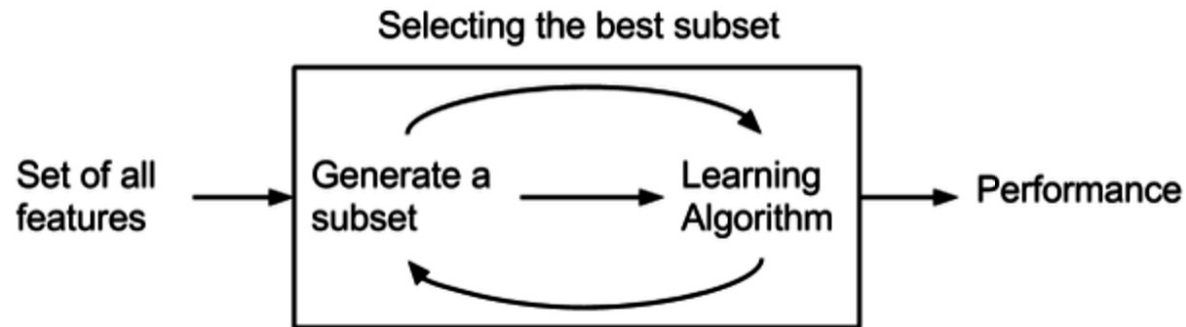 Selecting the best subset
Set of all
features
Generate a
subset
Learning
Algorithm
Performance